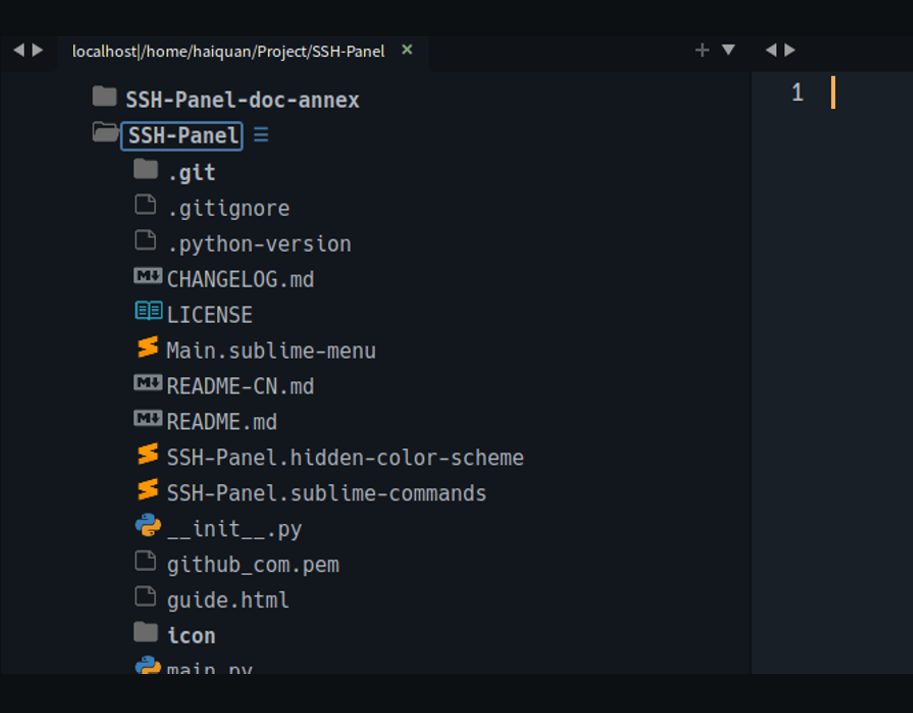 localhost|/home/haiquan/Project/SSH-Panel
1
SSH-Panel-doc-annex
SSH-Panel
.git
.gitignore
.python-version
CHANGELOG.md
LICENSE
Main.sublime-menu
README-CN.md
README.md
SSH-Panel.hidden-color-scheme
SSH-Panel.sublime-commands
__init__.py
github_com.pem
guide.html
icon
main.py